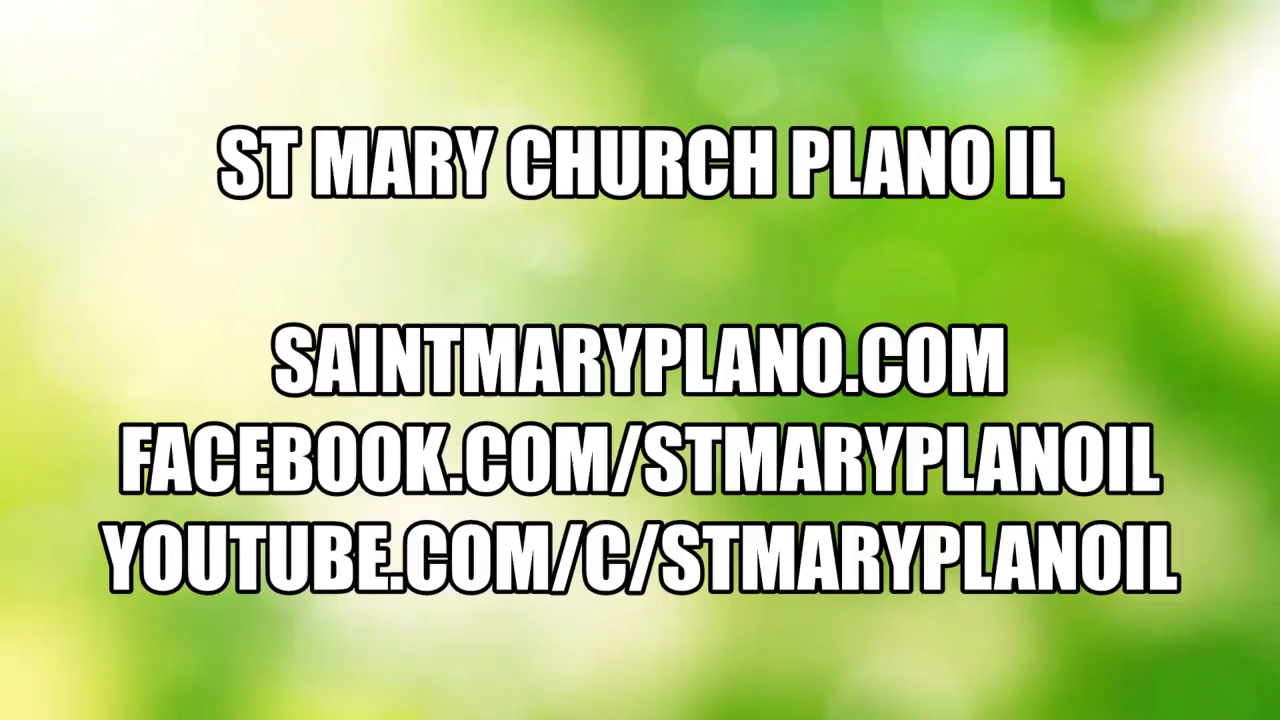 ST MARY CHURCH PLANO IL
SAINTMARYPLANO.COM
FACEBOOK.COM/STMARYPLANOIL
YOUTUBE.COM/C/STMARYPLANOIL